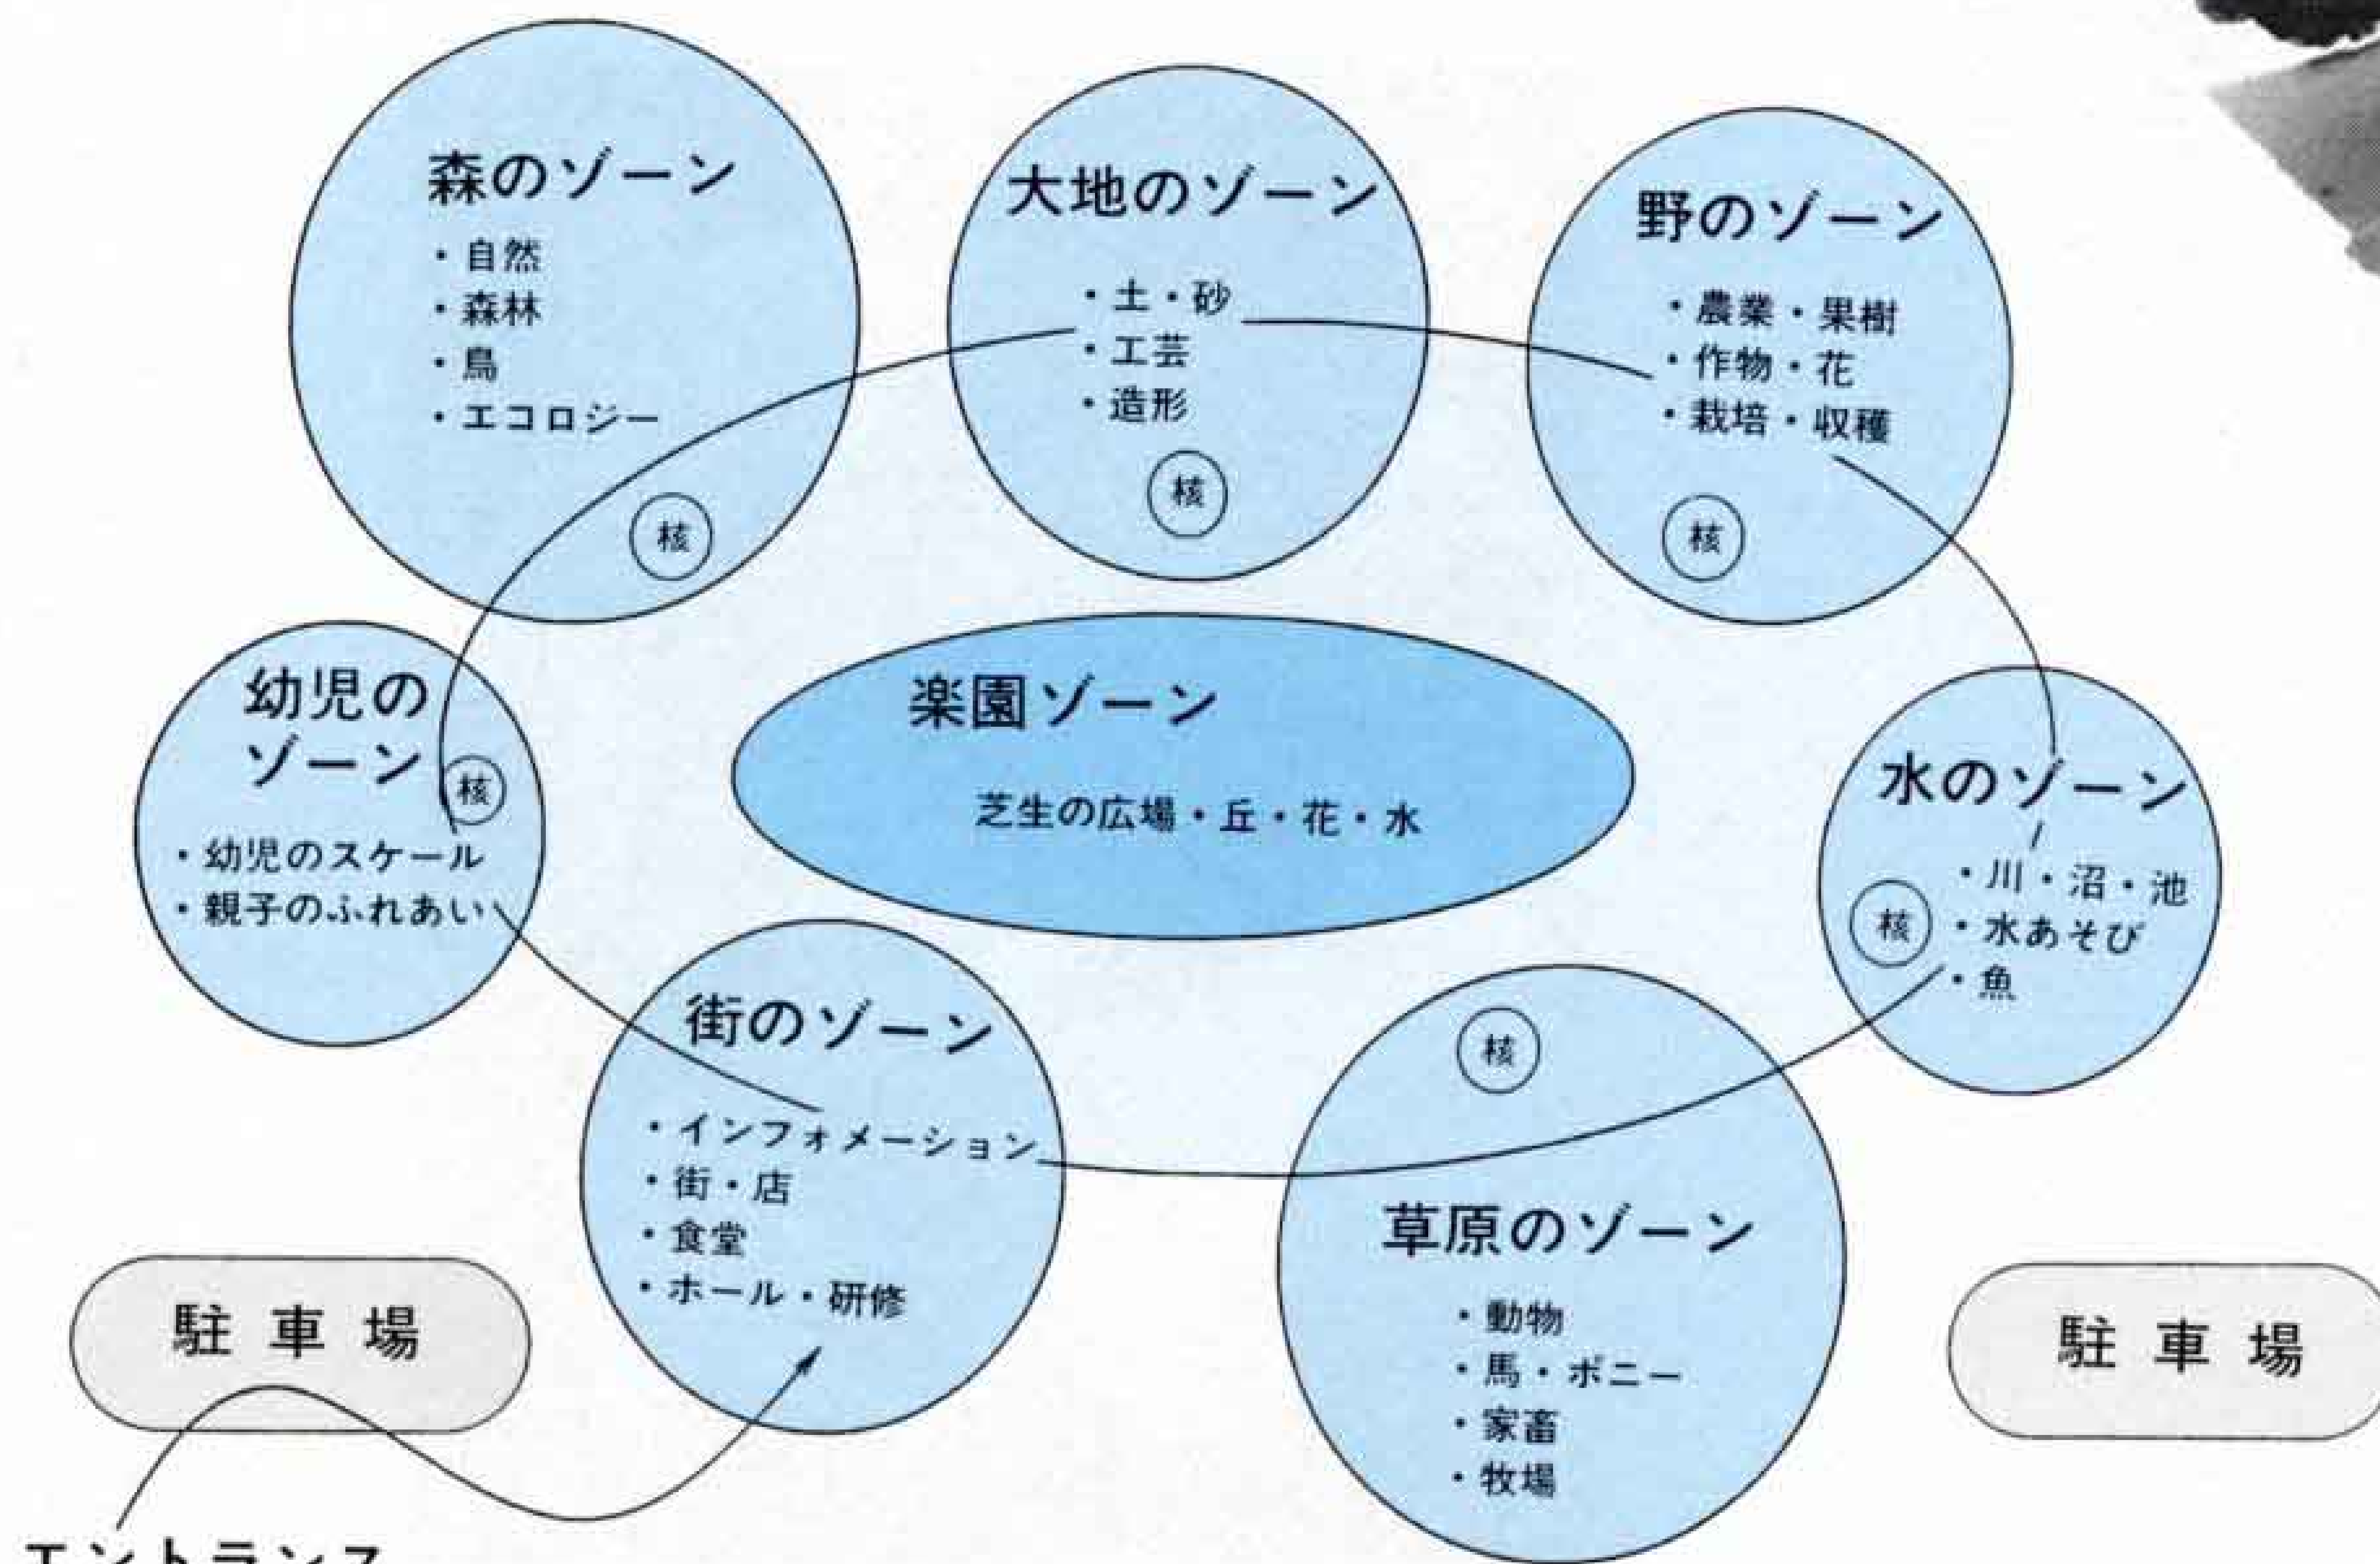 森のゾーン
・自然
・森林
・鳥
・エコロジー
核
大地のゾーン
・土・砂
・工芸
・造形
核
野のゾーン
・農業・果樹
・作物・花
・栽培・収穫
核
幼児の
ゾーン
核
・幼児のスケール
・親子のふれあい
楽園ゾーン
芝生の広場・丘・花・水
水のゾーン
・川・沼・池
・水あそび
・魚
核
街のゾーン
・インフォメーション
・街・店
・食堂
・ホール・研修
核
草原のゾーン
・動物
・馬・ポニー
・家畜
・牧場
駐車場
駐車場
エントランス